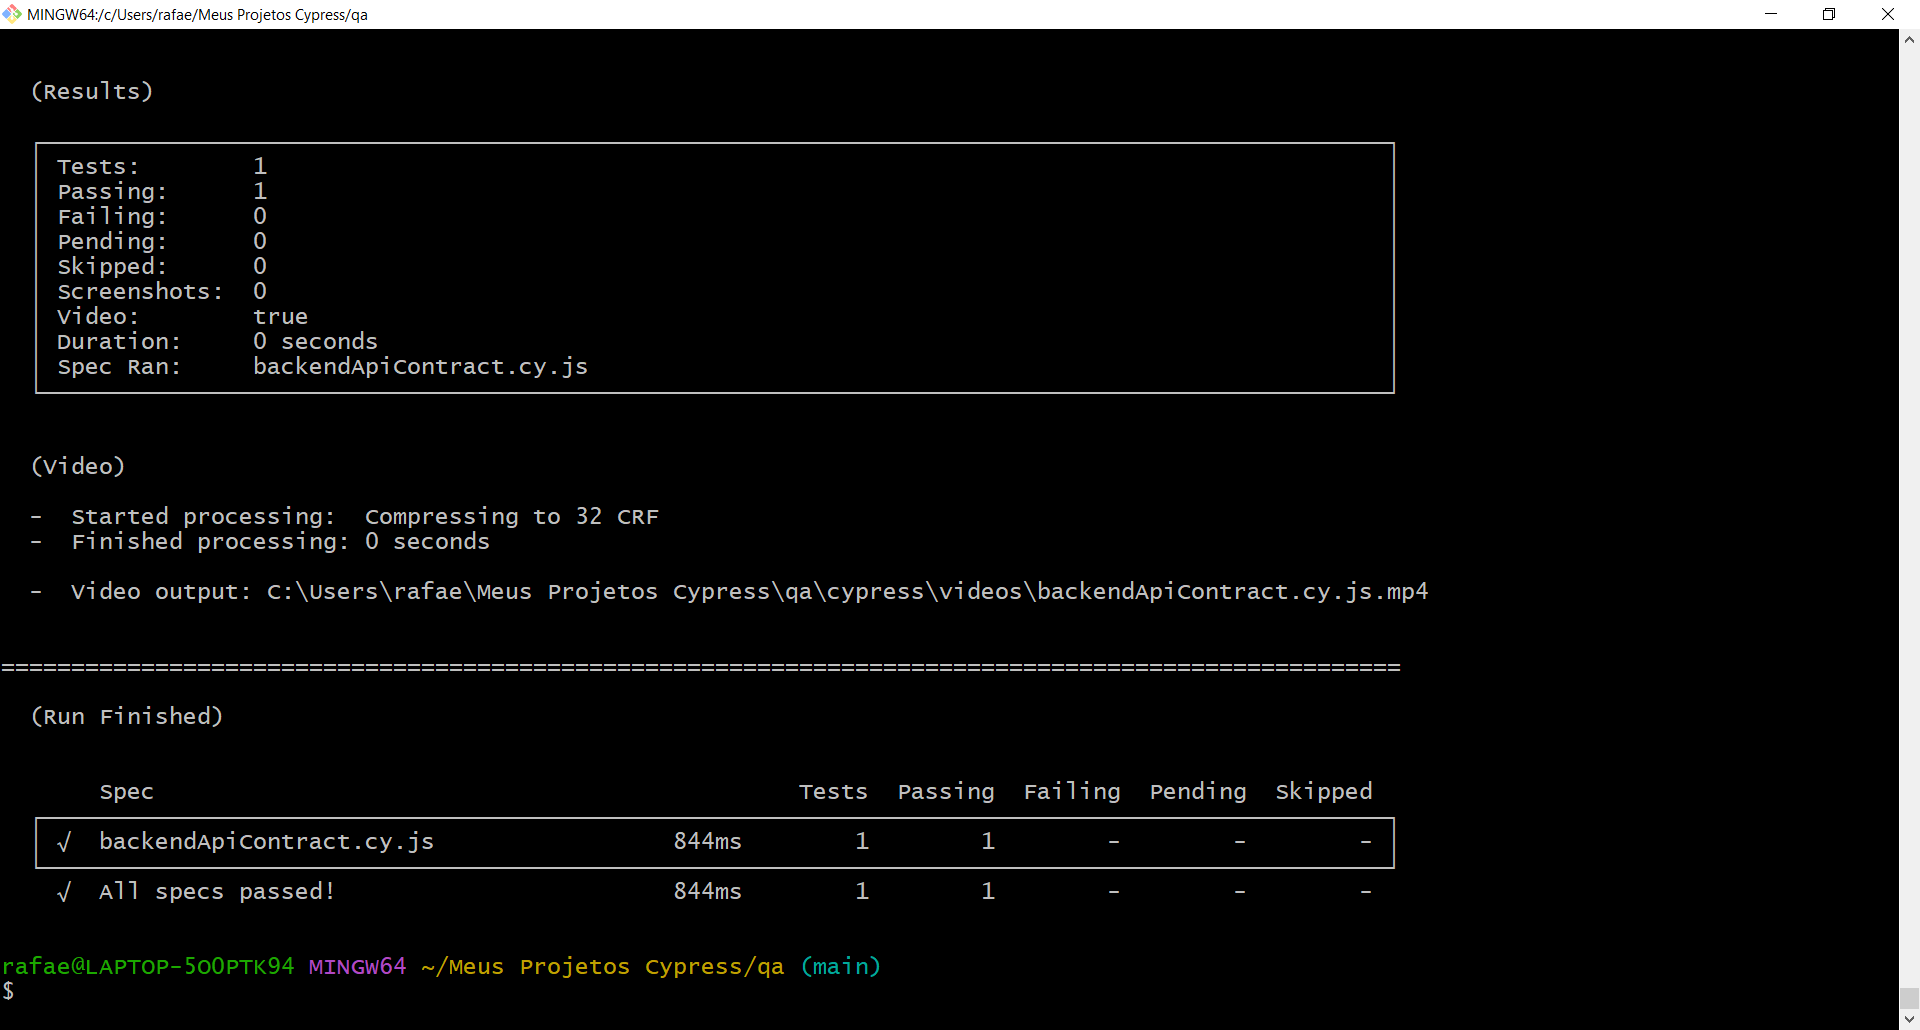 MINGW64:/c/Users/rafae/Meus Projetos Cypress/qa
(Results)
Tests: 1
Passing: 1
Failing: 0
Pending: 0
Skipped: 0
Screenshots: 0
Video: true
Duration: 0 seconds
Spec Ran: backendApiContract.cy.js
(Video)
- Started processing: Compressing to 32 CRF
- Finished processing: 0 seconds
- Video output: C:\Users\rafae\Meus Projetos Cypress\qa\cypress\videos\backendApiContract.cy.js.mp4
====================================================================================================
(Run Finished)
Spec Tests Passing Failing Pending Skipped
√ backendApiContract.cy.js 844ms 1 1 - - -
√ All specs passed! 844ms 1 1 - - -
rafae@LAPTOP-5O0PTK94 MINGW64 ~/Meus Projetos Cypress/qa (main)
$